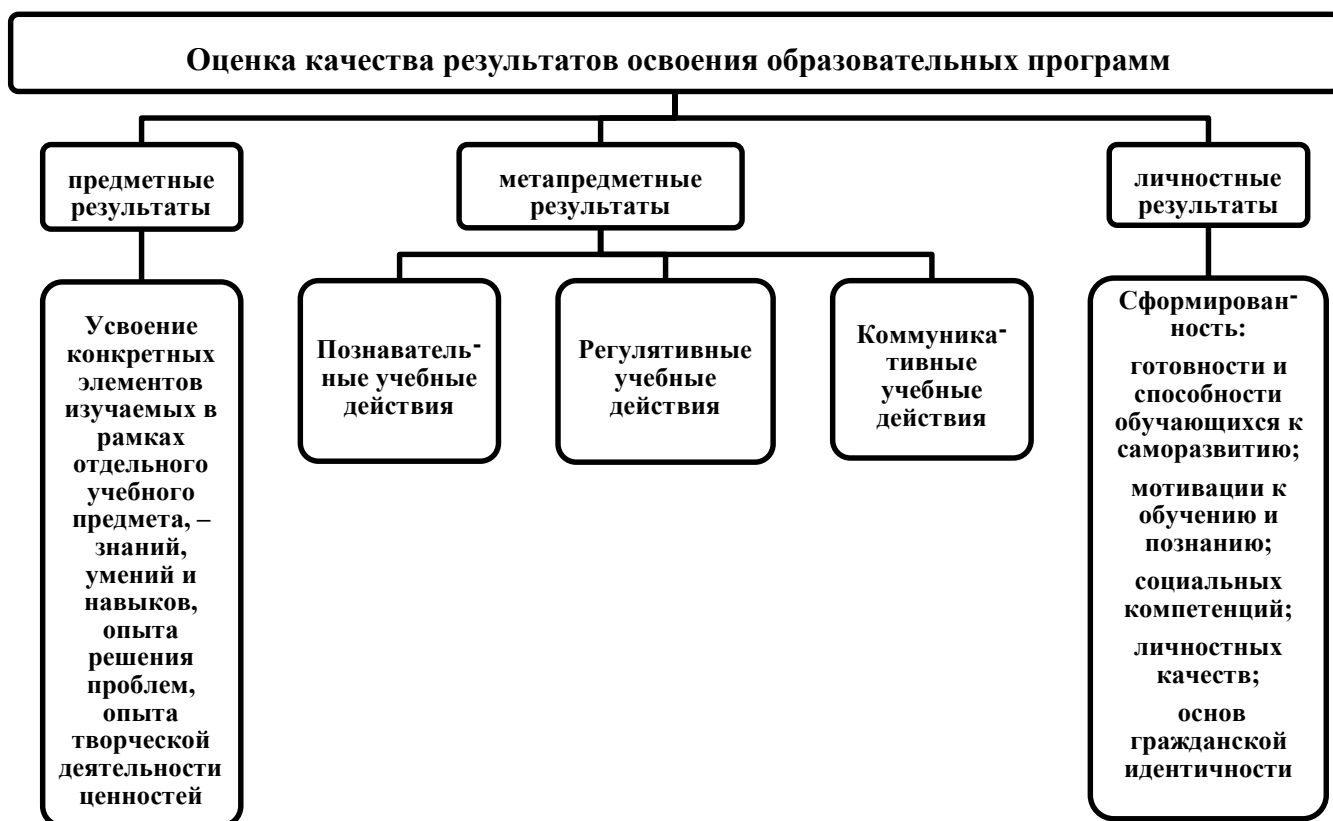 Оценка качества результатов освоения образовательных программ
предметные
результаты
метапредметные
результаты
личностные
результаты
Усвоение
конкретных
элементов
изучаемых в
рамках
отдельного
учебного
предмета, –
знаний,
умений и
навыков,
опыта
решения
проблем,
опыта
творческой
деятельности
ценностей
Познаватель-
ные учебные
действия
Регулятивные
учебные
действия
Коммуника-
тивные
учебные
действия
Сформирован-
ность:
готовности и
способности
обучающихся к
саморазвитию;
мотивации к
обучению и
познанию;
социальных
компетенций;
личностных
качеств;
основ
гражданской
идентичности